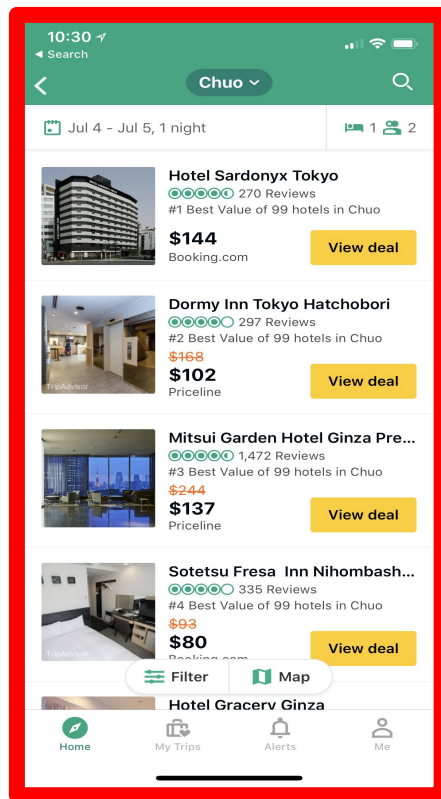 10:30
◀ Search
Chuo
Jul 4 - Jul 5, 1 night
1 2
Hotel Sardonyx Tokyo
270 Reviews
#1 Best Value of 99 hotels in Chuo
$144
Booking.com
View deal
Dormy Inn Tokyo Hatchobori
297 Reviews
#2 Best Value of 99 hotels in Chuo
$168
$102
Priceline
View deal
TripAdvisor
Mitsui Garden Hotel Ginza Pre...
1,472 Reviews
#3 Best Value of 99 hotels in Chuo
$244
$137
Priceline
View deal
Sotetsu Fresa Inn Nihombash...
335 Reviews
#4 Best Value of 99 hotels in Chuo
$93
$80
Booking.com
View deal
TripAdvisor
Filter
Map
Hotel Gracery Ginza
Home
My Trips
Alerts
Me